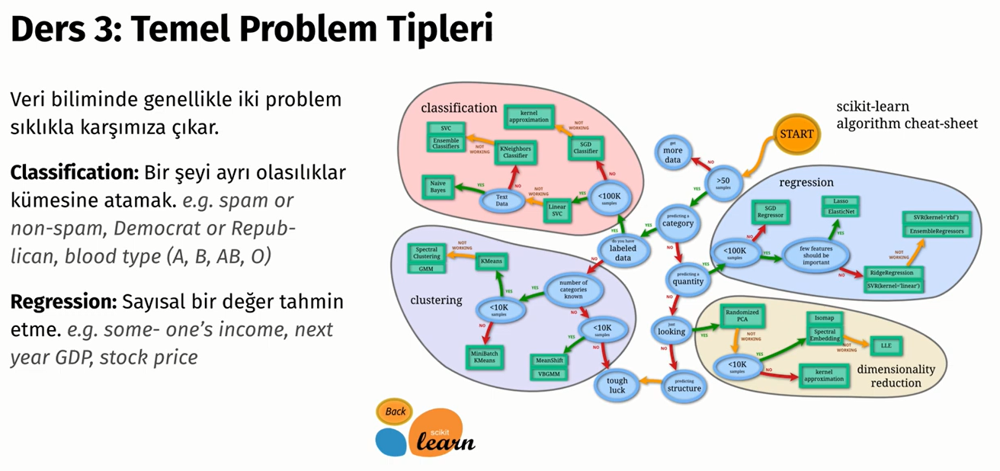 Ders 3: Temel Problem Tipleri
Veri biliminde genellikle iki problem
sıklıkla karşımıza çıkar.
Classification: Bir şeyi ayrı olasılıklar
kümesine atamak. e.g. spam or
non-spam, Democrat or Repub-
lican, blood type (A, B, AB, O)
Regression: Sayısal bir değer tahmin
etme. e.g. some- one's income, next
year GDP, stock price
scikit-learn
algorithm cheat-sheet
START
get
more
data
NO
>50
samples
YES
predicting a
category
YES
NO
do you have
labeled
data
YES
NO
predicting a
quantity
YES
NO
just
looking
YES
NO
predicting
structure
tough
luck
classification
kernel
approximation
NOT
WORKING
SVC
Ensemble
Classifiers
NOT
WORKING
KNeighbors
Classifier
SGD
Classifier
NO
Naive
Bayes
YES
NO
Text
Data
NOT
WORKING
Linear
SVC
YES
<100K
samples
regression
SGD
Regressor
NO
<100K
samples
YES
Lasso
ElasticNet
YES
few features
should be
important
NO
SVR(kernel='rbf')
EnsembleRegressors
NOT
WORKING
RidgeRegression
SVR(kernel='linear')
clustering
Spectral
Clustering
GMM
NOT
WORKING
KMeans
YES
<10K
samples
NO
MiniBatch
KMeans
YES
number of
categories
known
NO
<10K
samples
YES
NO
MeanShift
VBGMM
dimensionality
reduction
Randomized
PCA
NOT
WORKING
<10K
samples
YES
NO
Isomap
Spectral
Embedding
NOT
WORKING
LLE
kernel
approximation
Back
scikit
learn